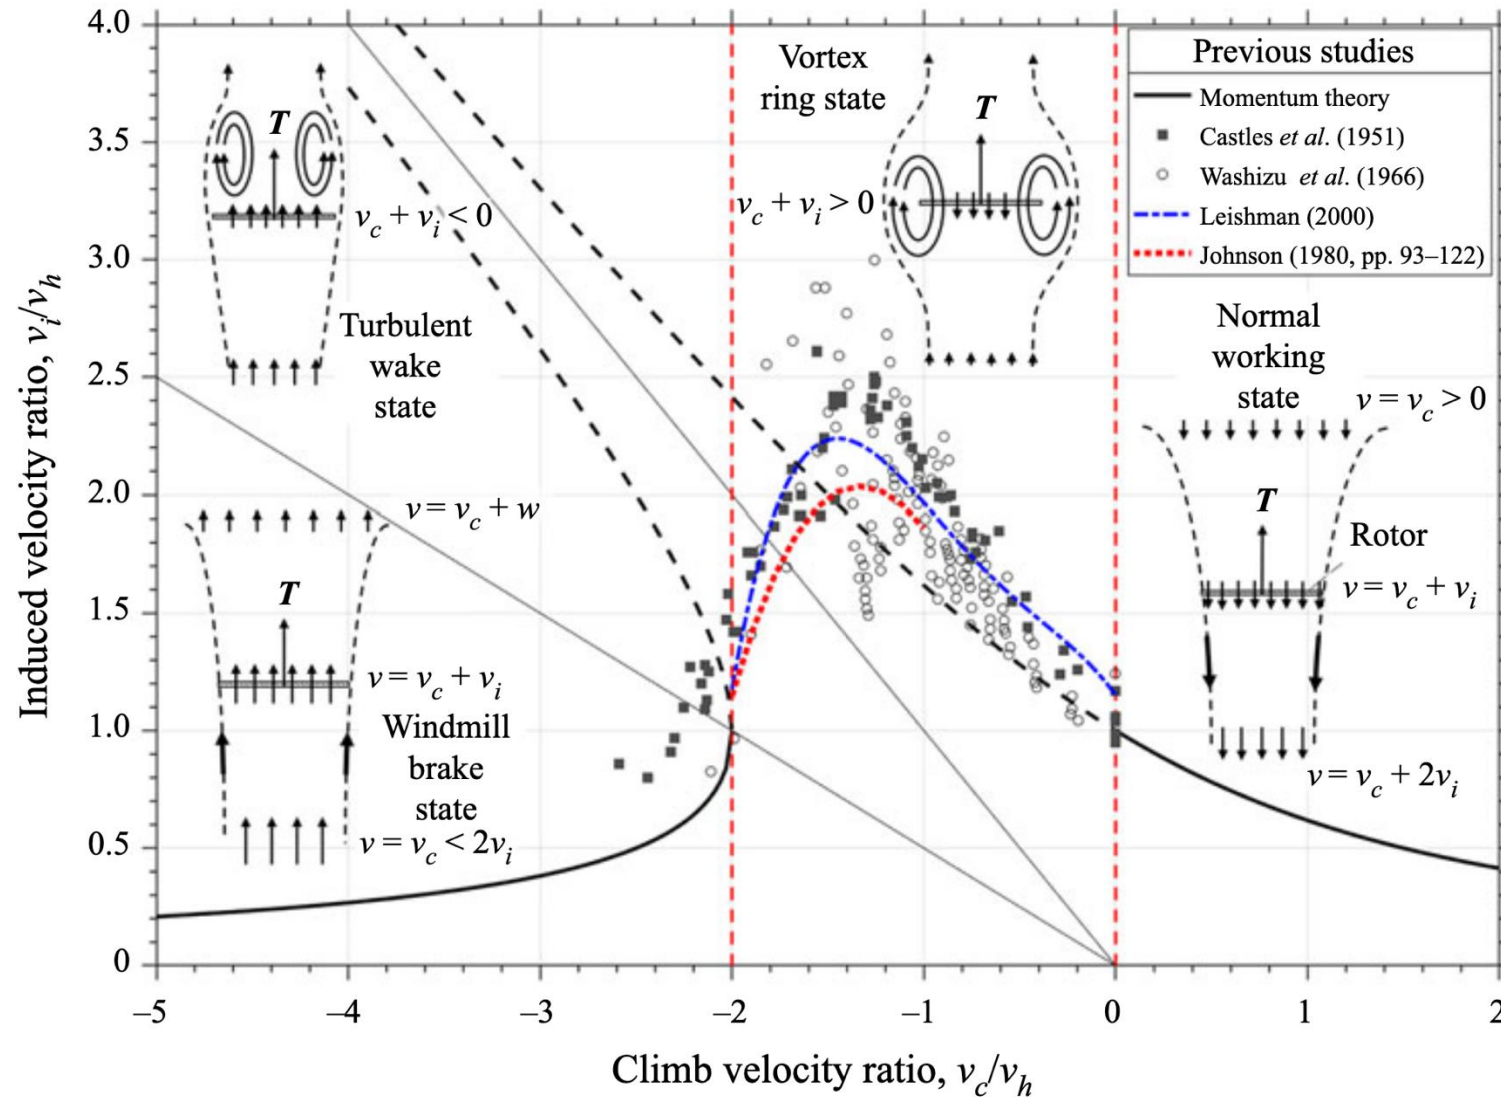 4.0
3.5
3.0
2.5
2.0
1.5
1.0
0.5
0
Induced velocity ratio, v_i/v_h
–5
–4
–3
–2
–1
0
1
2
Climb velocity ratio, v_c/v_h
T
v_c + v_i < 0
Turbulent
wake
state
v = v_c + w
T
v = v_c + v_i
Windmill
brake
state
v = v_c < 2v_i
Vortex
ring state
T
v_c + v_i > 0
Previous studies
Momentum theory
Castles et al. (1951)
Washizu et al. (1966)
Leishman (2000)
Johnson (1980, pp. 93–122)
Normal
working
state
v = v_c > 0
T
Rotor
v = v_c + v_i
v = v_c + 2v_i